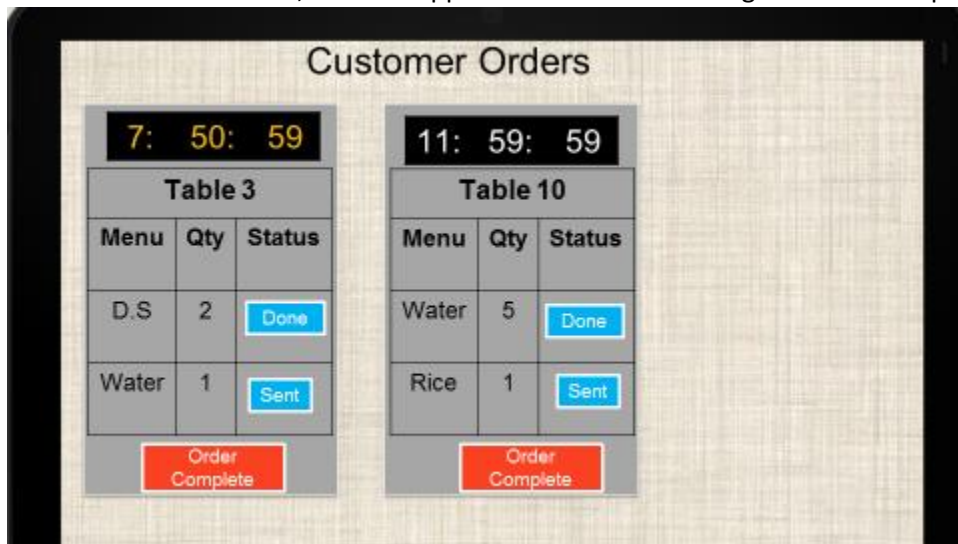 Customer Orders
7: 50: 59
Table 3
Menu Qty Status
D.S 2 Done
Water 1 Sent
Order
Complete
11: 59: 59
Table 10
Menu Qty Status
Water 5 Done
Rice 1 Sent
Order
Complete